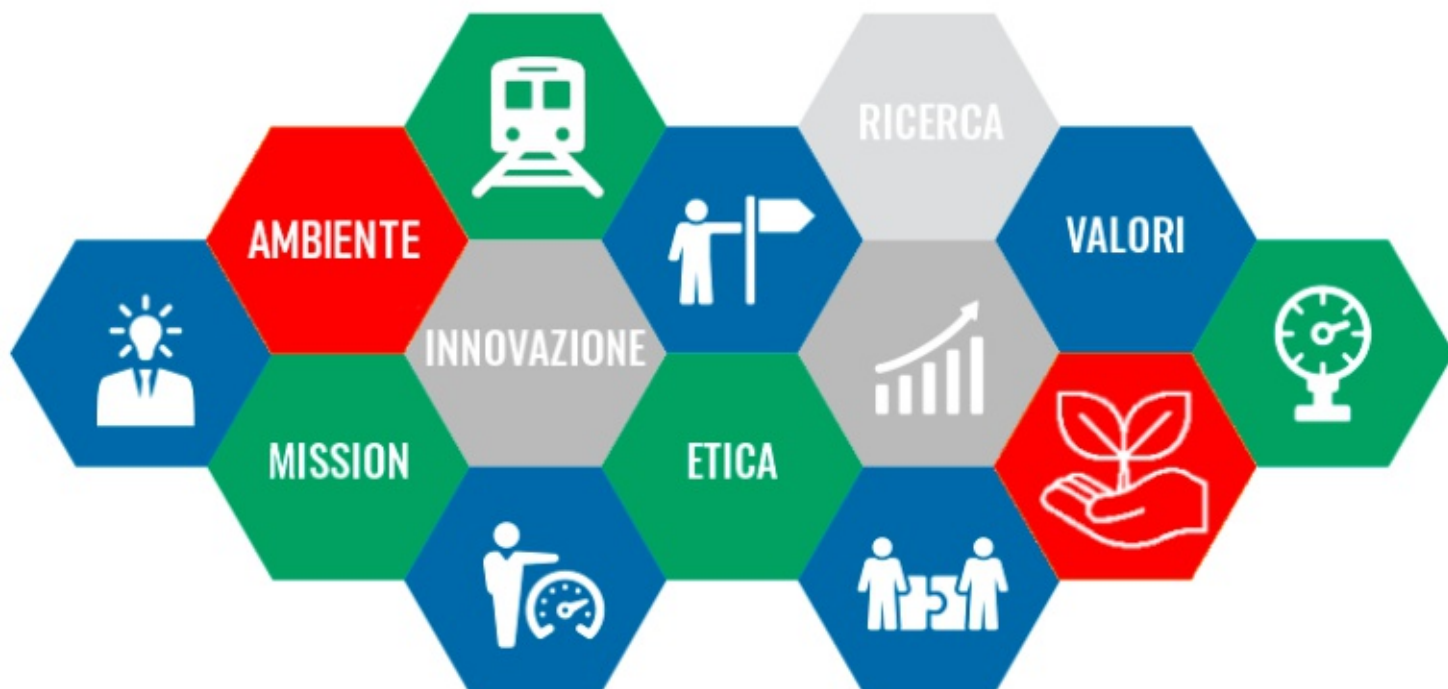 RICERCA
AMBIENTE
VALORI
INNOVAZIONE
MISSION
ETICA